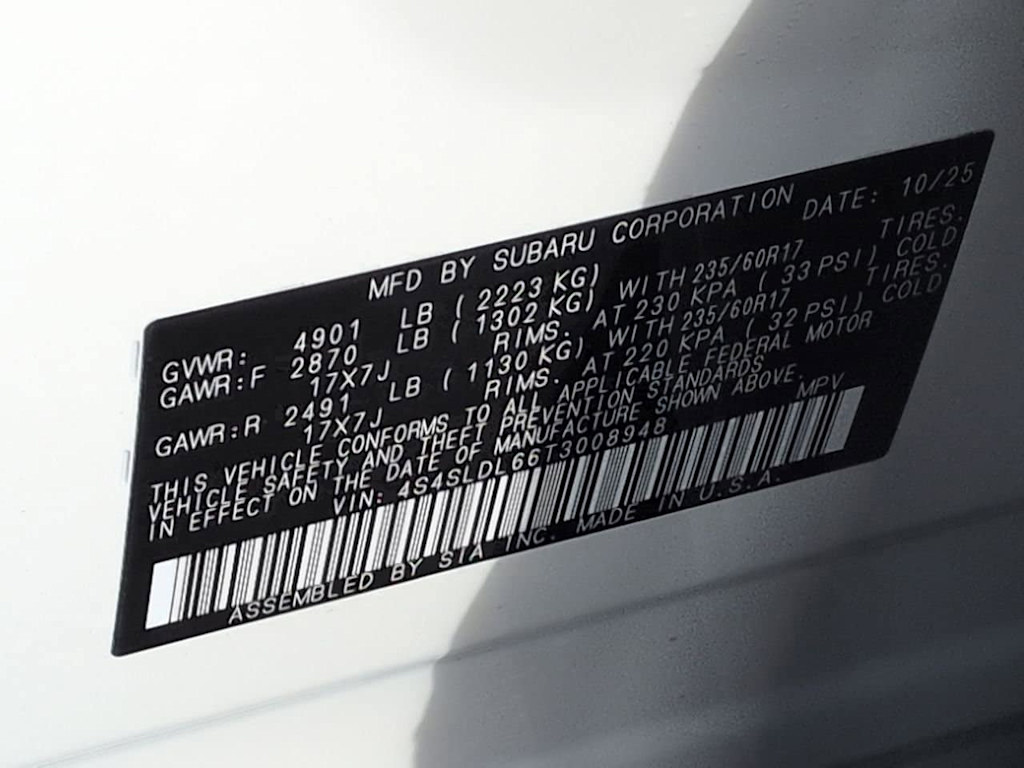 MFD BY SUBARU CORPORATION DATE: 10/25
GVWR: 4901 LB ( 2223 KG)
GAWR:F 2870 LB ( 1302 KG) WITH 235/60R17 TIRES.
17X7J RIMS. AT 230 KPA ( 33 PSI) COLD
GAWR:R 2491 LB ( 1130 KG) WITH 235/60R17 TIRES.
17X7J RIMS. AT 220 KPA ( 32 PSI) COLD
THIS VEHICLE CONFORMS TO ALL APPLICABLE FEDERAL MOTOR
VEHICLE SAFETY AND THEFT PREVENTION STANDARDS
IN EFFECT ON THE DATE OF MANUFACTURE SHOWN ABOVE.
VIN: 4S4SLDL66T3008948 MPV
ASSEMBLED BY SIA INC. MADE IN U.S.A.